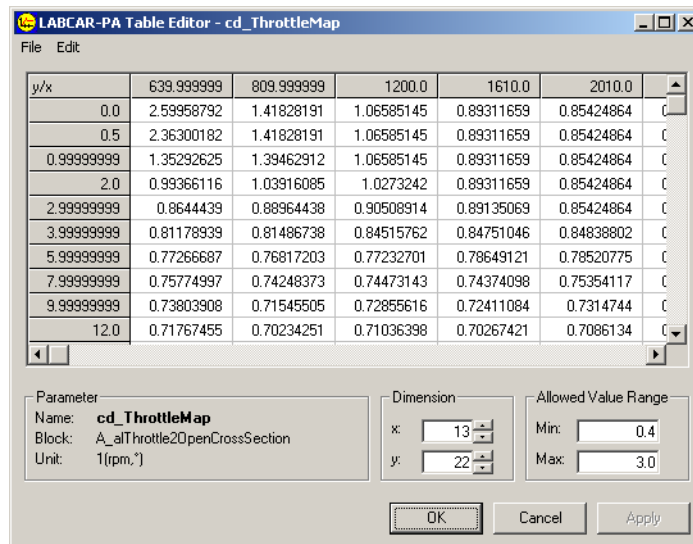 LABCAR-PA Table Editor - cd_ThrottleMap
File Edit
y/x 639.999999 809.999999 1200.0 1610.0 2010.0
0.0 2.59958792 1.41828191 1.06585145 0.89311659 0.85424864
0.5 2.36300182 1.41828191 1.06585145 0.89311659 0.85424864
0.99999999 1.35292625 1.39462912 1.06585145 0.89311659 0.85424864
2.0 0.99366116 1.03916085 1.0273242 0.89311659 0.85424864
2.99999999 0.8644439 0.88964438 0.90508914 0.89135069 0.85424864
3.99999999 0.81178939 0.81486738 0.84515762 0.84751046 0.84838802
5.99999999 0.77266687 0.76817203 0.77232701 0.78649121 0.78520775
7.99999999 0.75774997 0.74248373 0.74473143 0.74374098 0.75354117
9.99999999 0.73803908 0.71545505 0.72855616 0.72411084 0.7314744
12.0 0.71767455 0.70234251 0.71036398 0.70267421 0.7086134
Parameter
Name: cd_ThrottleMap
Block: A_alThrottle2OpenCrossSection
Unit: 1(rpm,°)
Dimension
x: 13
y: 22
Allowed Value Range
Min: 0.4
Max: 3.0
OK Cancel Apply